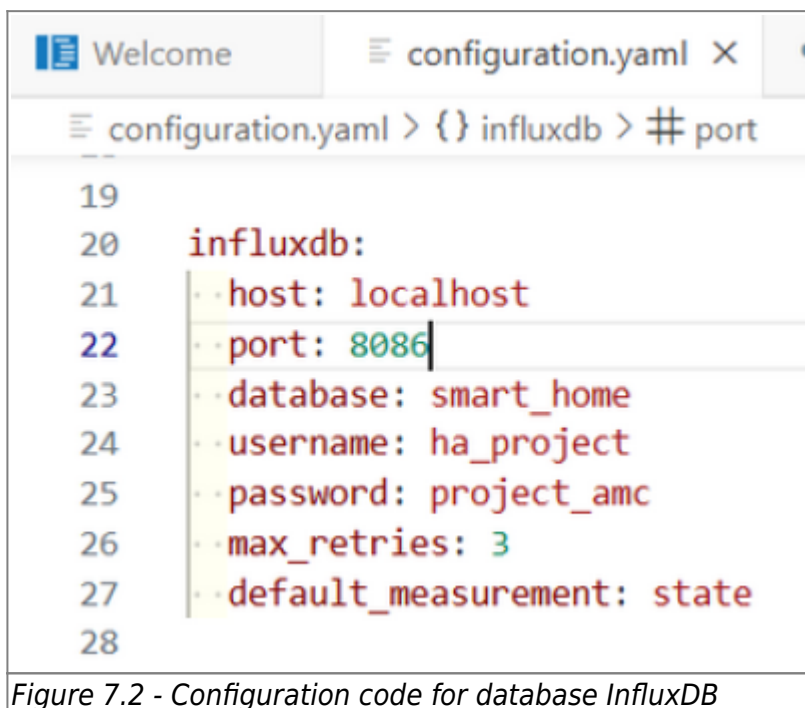 Welcome configuration.yaml ×
configuration.yaml > {} influxdb > # port
19
20 influxdb:
21 host: localhost
22 port: 8086
23 database: smart_home
24 username: ha_project
25 password: project_amc
26 max_retries: 3
27 default_measurement: state
28
Figure 7.2 - Configuration code for database InfluxDB